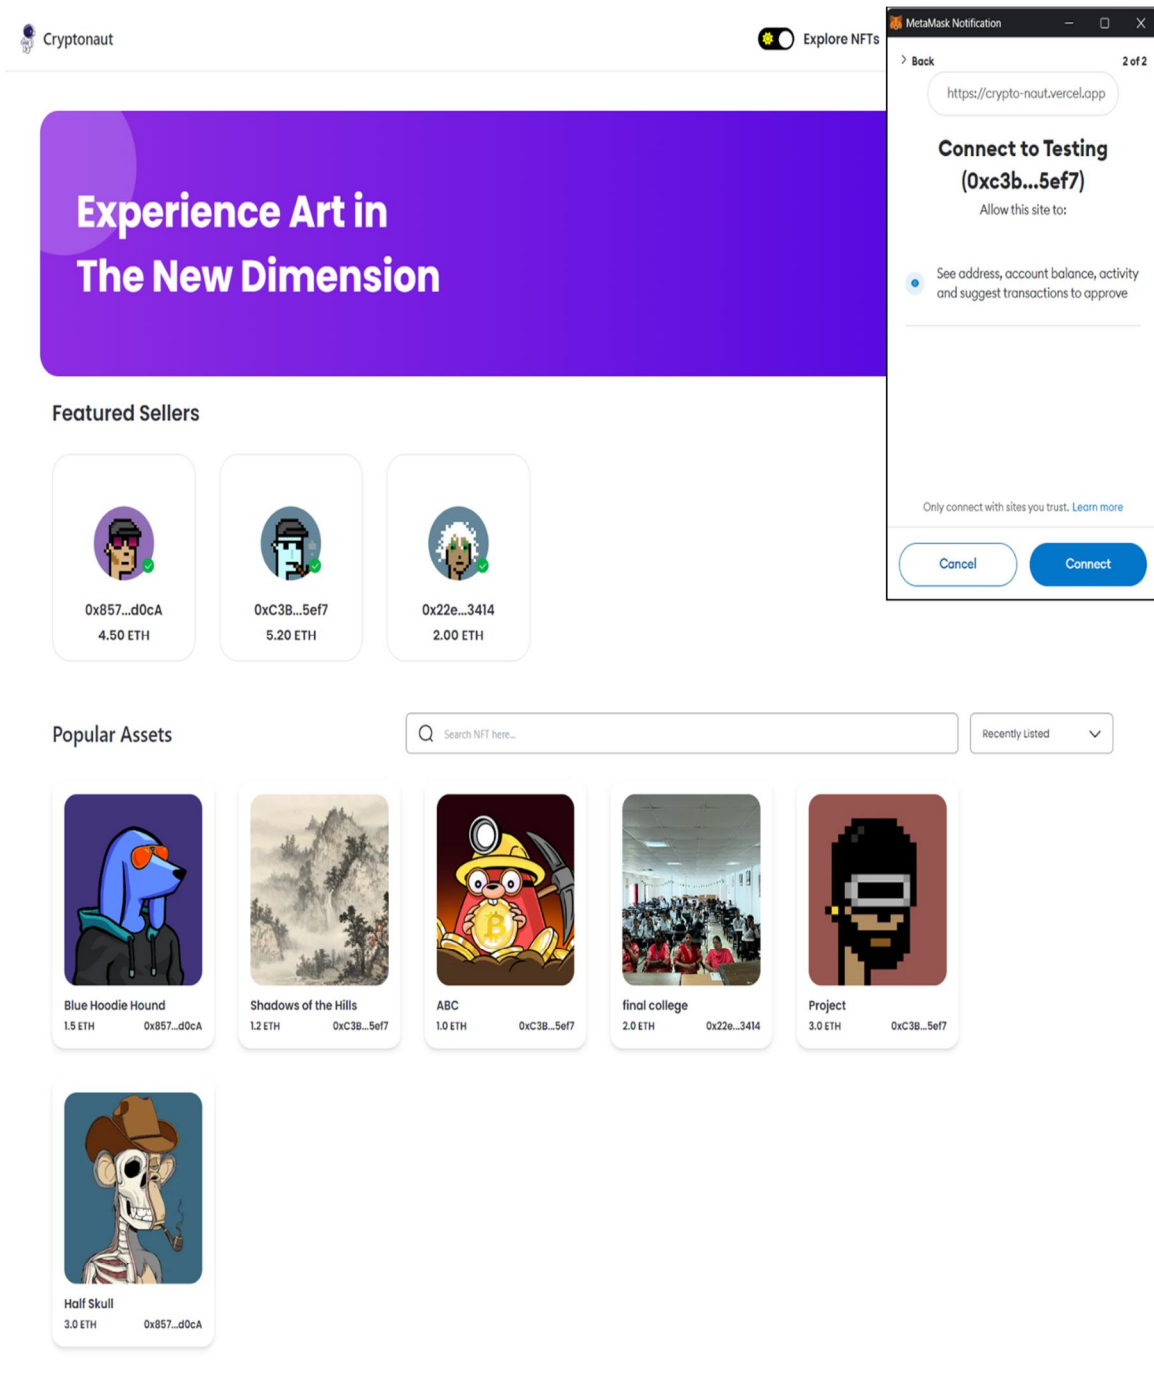 Cryptonaut
Explore NFTs
MetaMask Notification
Back
2 of 2
https://crypto-naut.vercel.app
Connect to Testing
(0xc3b...5ef7)
Allow this site to:
See address, account balance, activity
and suggest transactions to approve
Only connect with sites you trust. Learn more
Cancel
Connect
Experience Art in
The New Dimension
Featured Sellers
0x857...d0cA
4.50 ETH
0xC3B...5ef7
5.20 ETH
0x22e...3414
2.00 ETH
Popular Assets
Search NFT here...
Recently Listed
Blue Hoodie Hound
1.5 ETH
0x857...d0cA
Shadows of the Hills
1.2 ETH
0xC3B...5ef7
ABC
1.0 ETH
0xC3B...5ef7
final college
2.0 ETH
0x22e...3414
Project
3.0 ETH
0xC3B...5ef7
Half Skull
3.0 ETH
0x857...d0cA